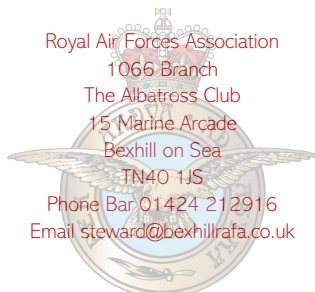 Royal Air Forces Association
1066 Branch
The Albatross Club
15 Marine Arcade
Bexhill on Sea
TN40 1JS
Phone Bar 01424 212916
Email steward@bexhillrafa.co.uk